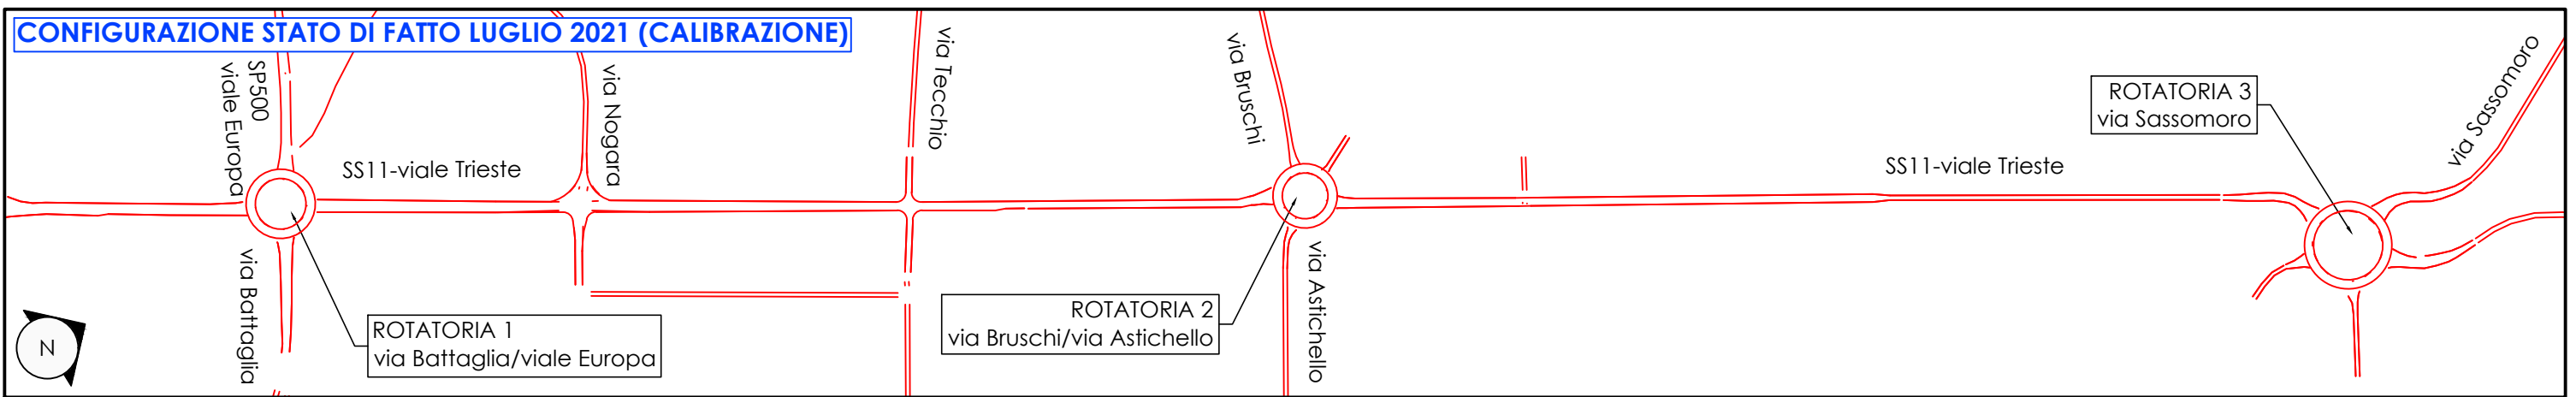 CONFIGURAZIONE STATO DI FATTO LUGLIO 2021 (CALIBRAZIONE)
SP500
viale Europa
SS11-viale Trieste
via Nogara
via Tecchio
via Bruschi
ROTATORIA 3
via Sassomoro
SS11-viale Trieste
via Sassomoro
via Battaglia
ROTATORIA 1
via Battaglia/viale Europa
ROTATORIA 2
via Bruschi/via Astichello
via Astichello
N